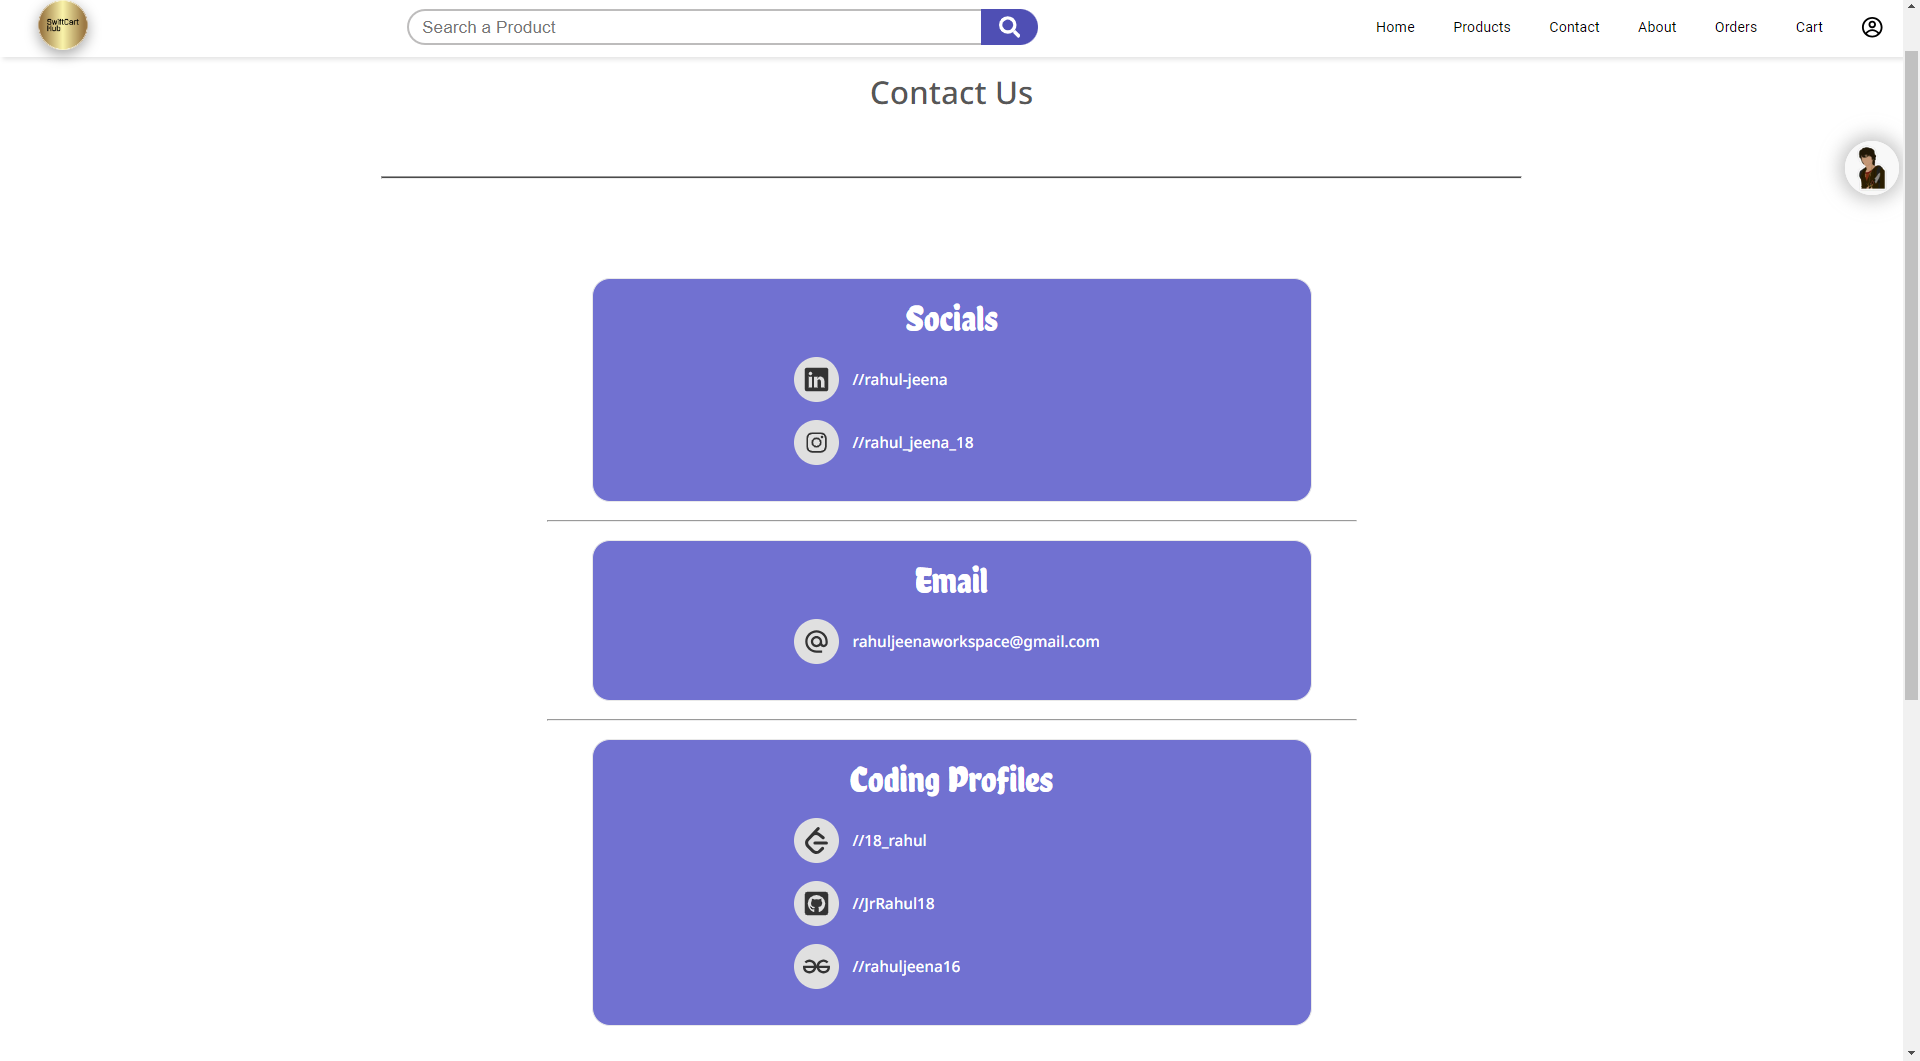 SwiftCart
Hub
Search a Product
Home
Products
Contact
About
Orders
Cart
Contact Us
Socials
//rahul-jeena
//rahul_jeena_18
Email
rahuljeenaworkspace@gmail.com
Coding Profiles
//18_rahul
//JrRahul18
//rahuljeena16